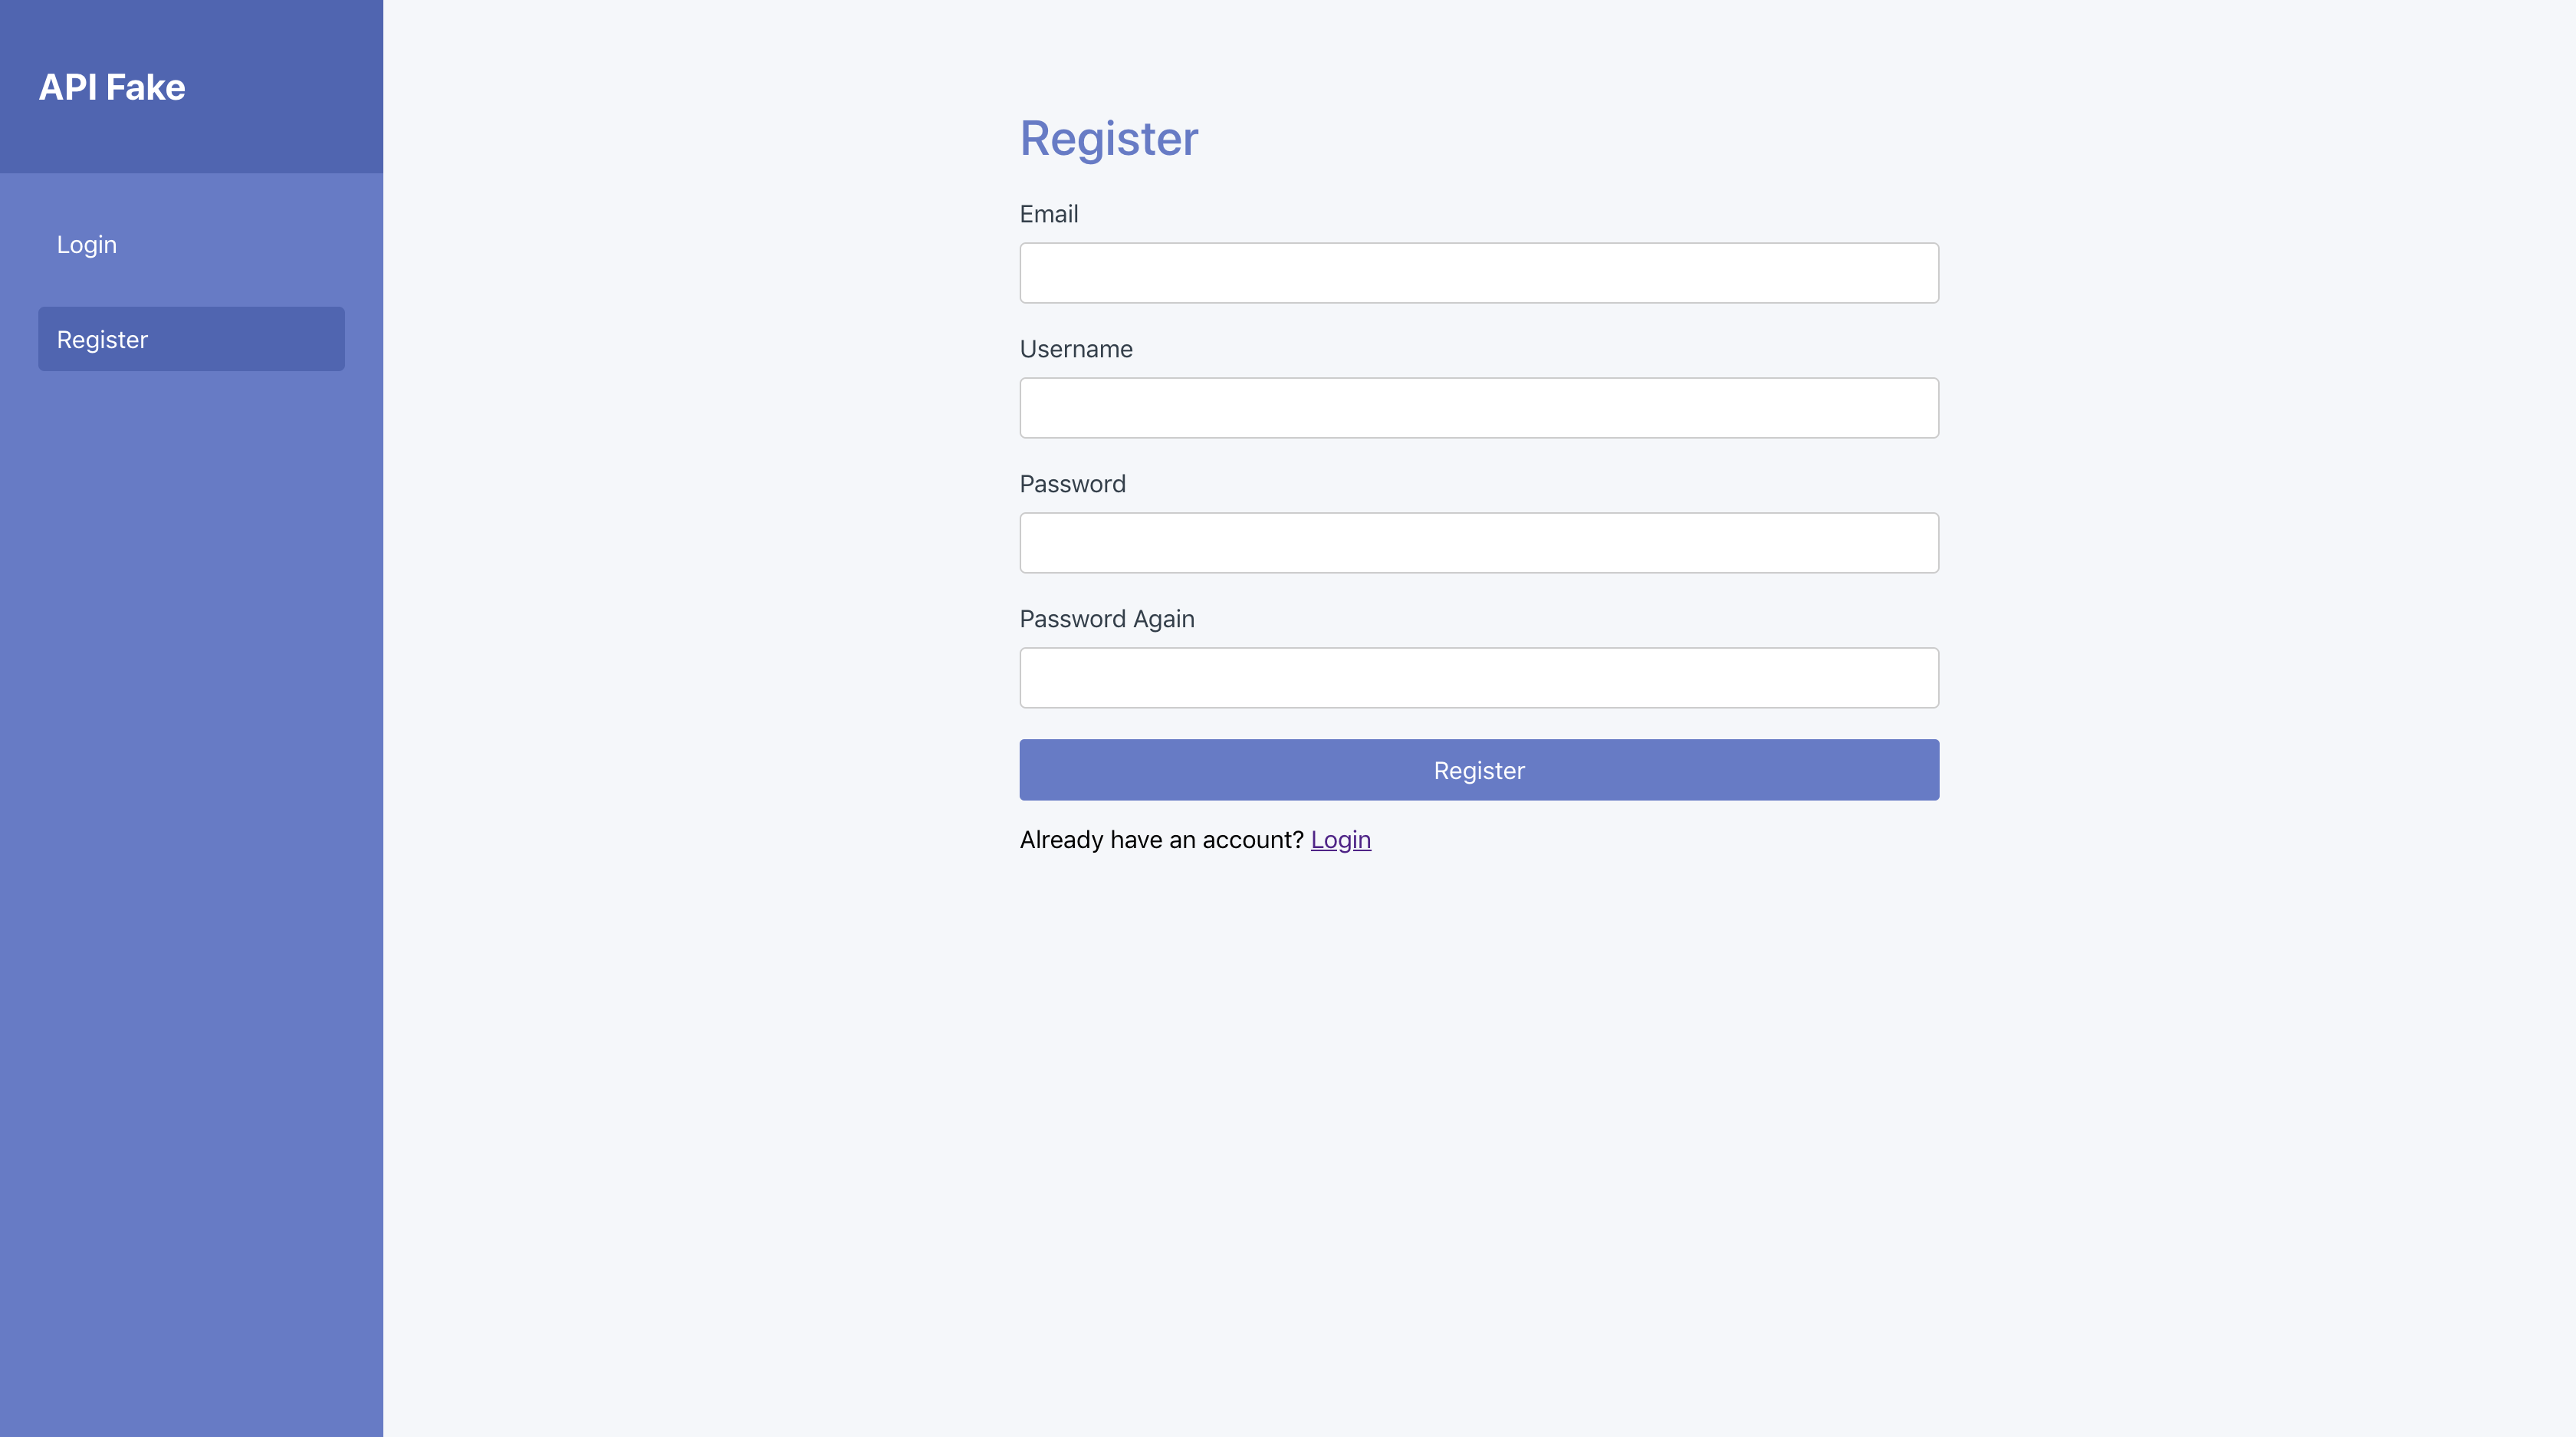 API Fake
Login
Register
Register
Email
Username
Password
Password Again
Register
Already have an account? Login